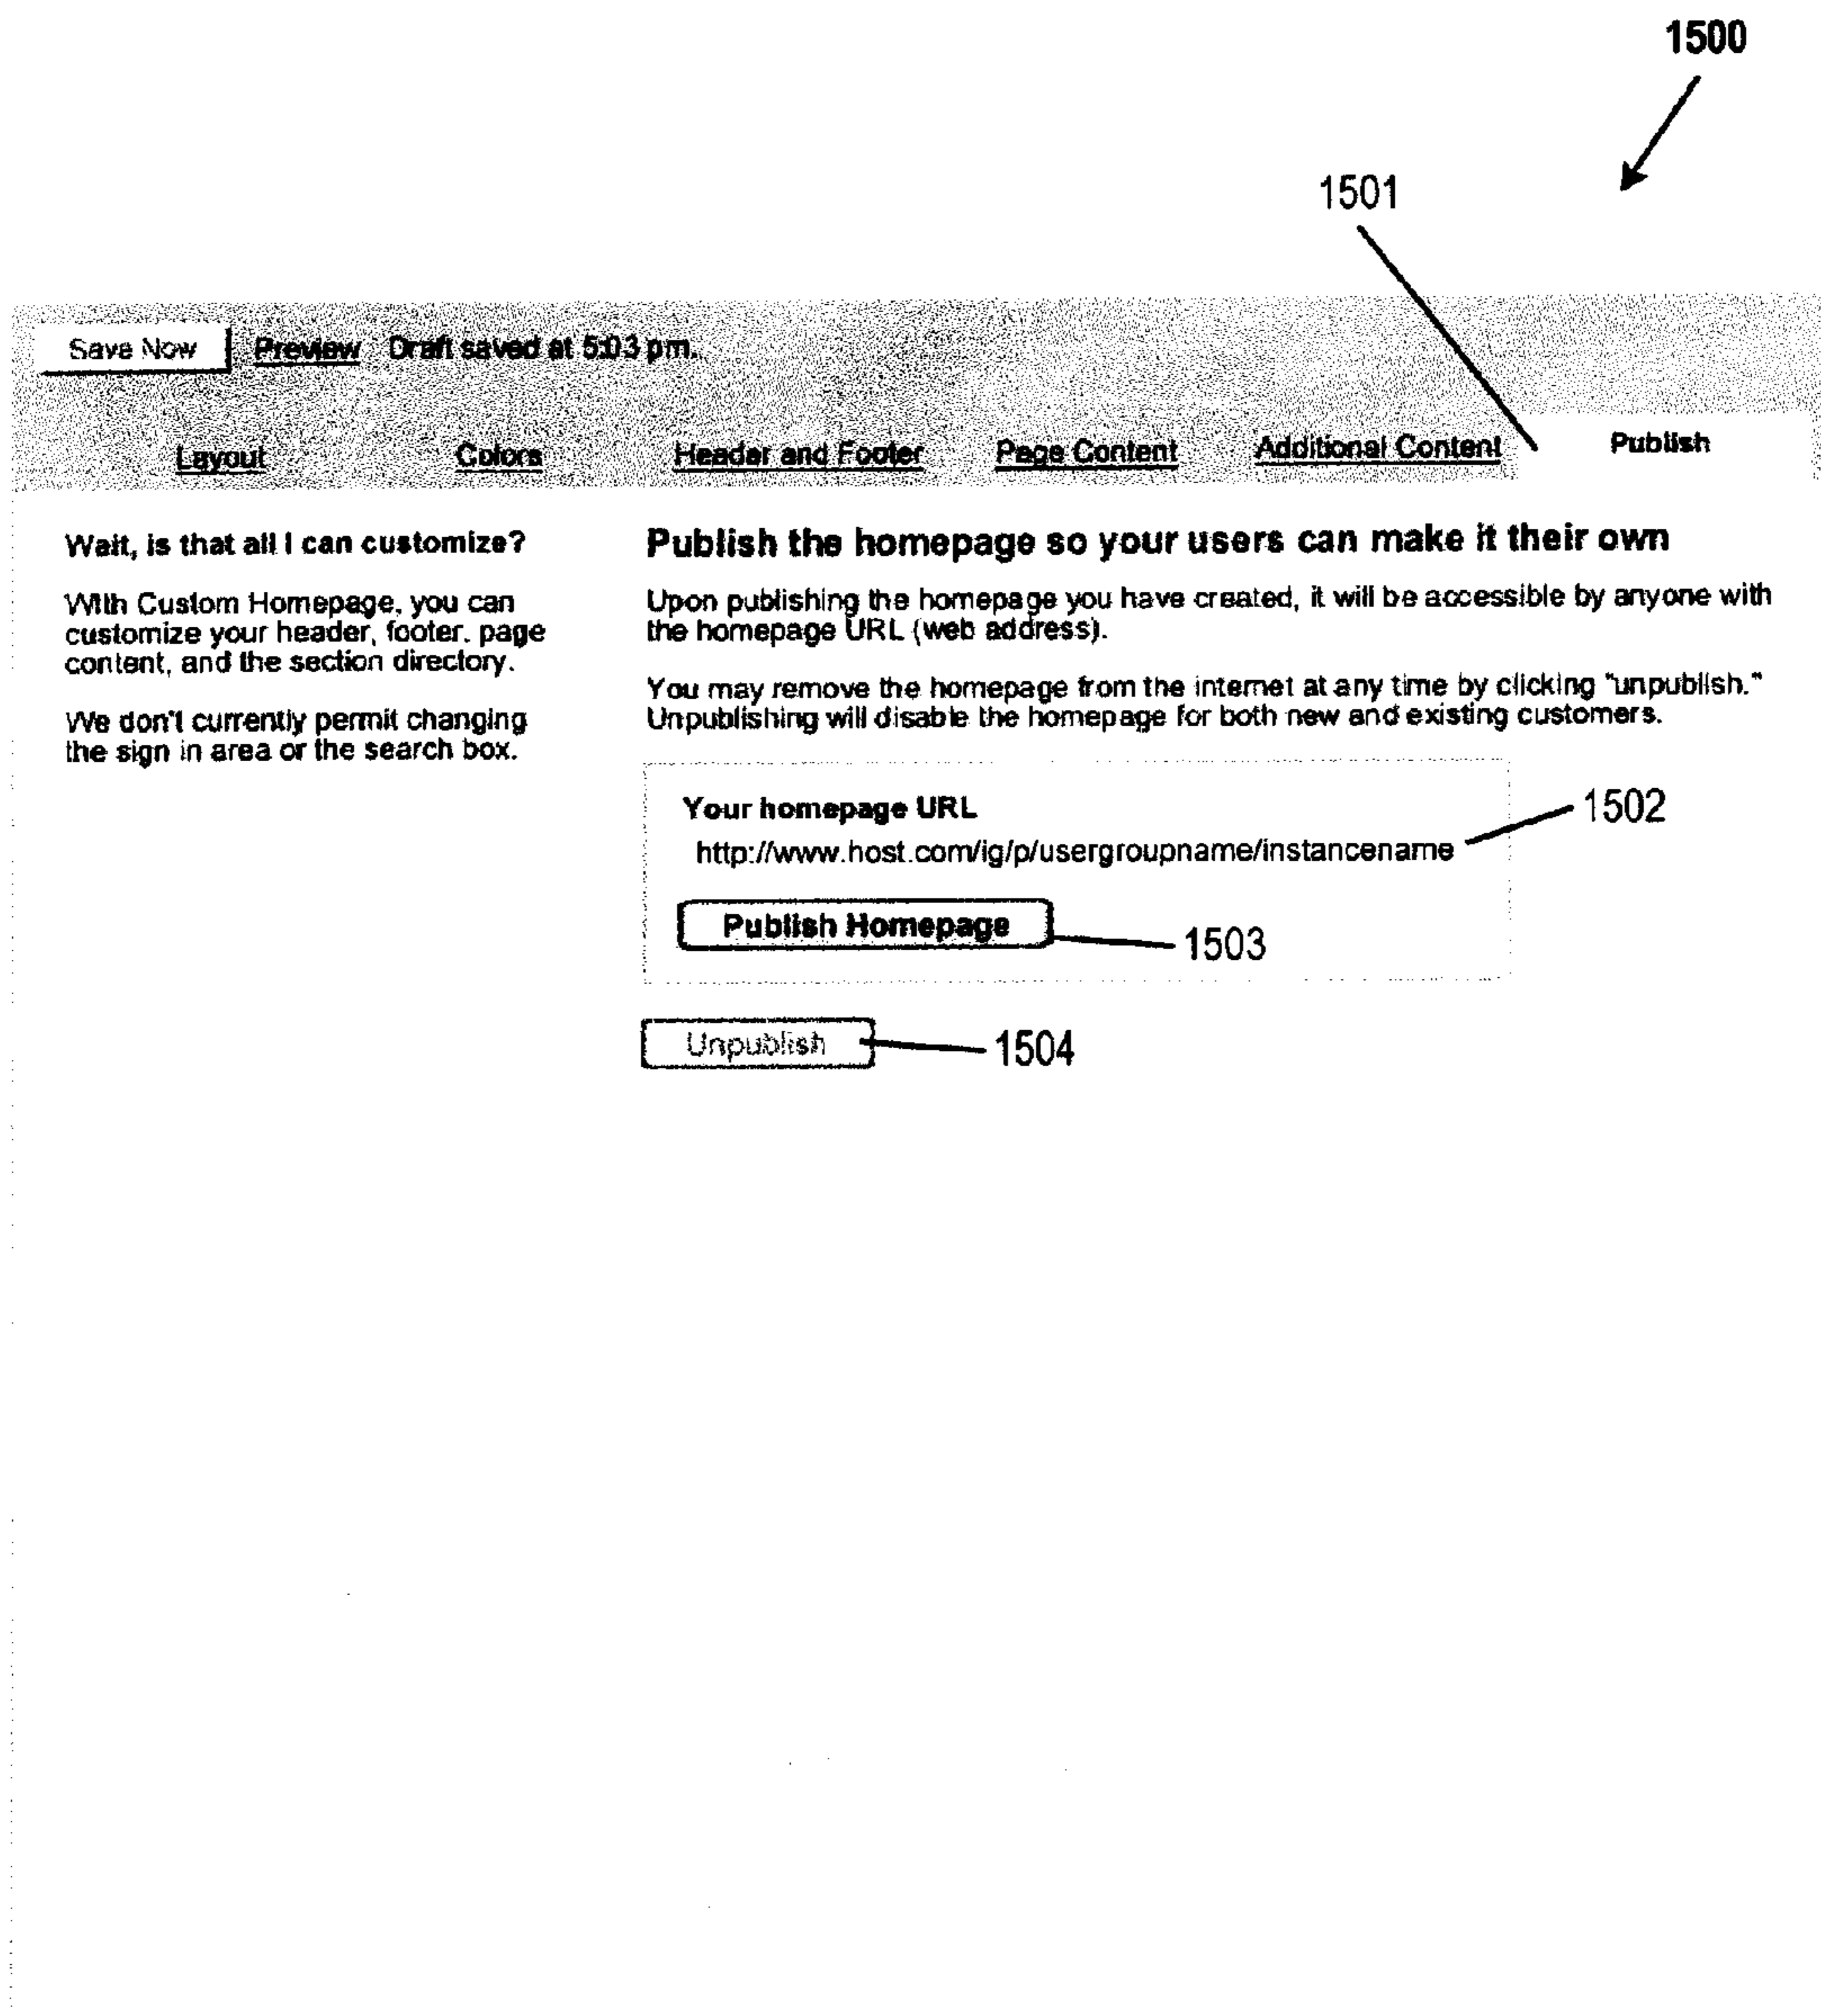 1500
1501
Save Now Preview Draft saved at 5:03 pm.
Layout Colors Header and Footer Page Content Additional Content Publish
Wait, is that all I can customize?
With Custom Homepage, you can
customize your header, footer. page
content, and the section directory.
We don't currently permit changing
the sign in area or the search box.
Publish the homepage so your users can make it their own
Upon publishing the homepage you have created, it will be accessible by anyone with
the homepage URL (web address).
You may remove the homepage from the internet at any time by clicking "unpublish."
Unpublishing will disable the homepage for both new and existing customers.
Your homepage URL
http://www.host.com/ig/p/usergroupname/instancename
1502
Publish Homepage
1503
Unpublish
1504